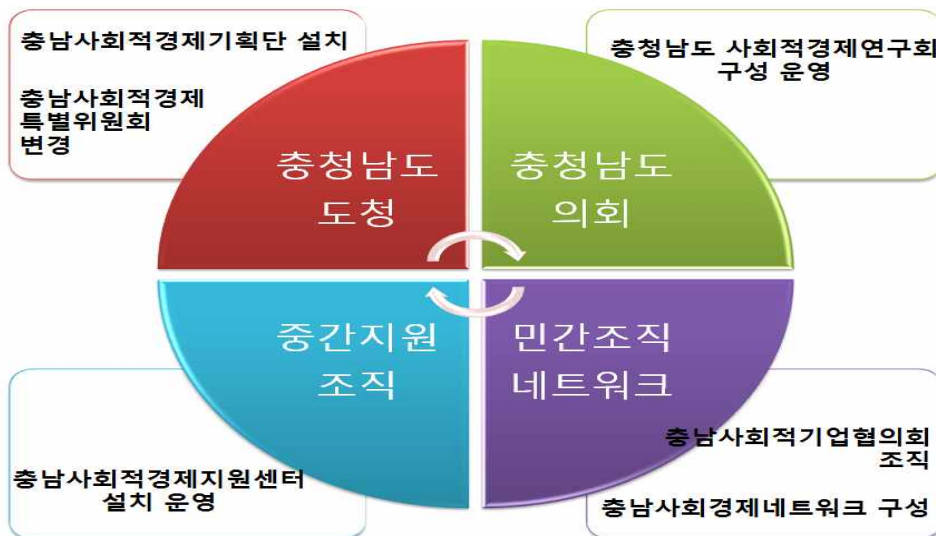 충남사회적경제기획단 설치
충남사회적경제
특별위원회
변경
충청남도
도청
충청남도 사회적경제연구회
구성 운영
충청남도
의회
중간지원
조직
충남사회적경제지원센터
설치 운영
민간조직
네트워크
충남사회적기업협의회
조직
충남사회경제네트워크 구성